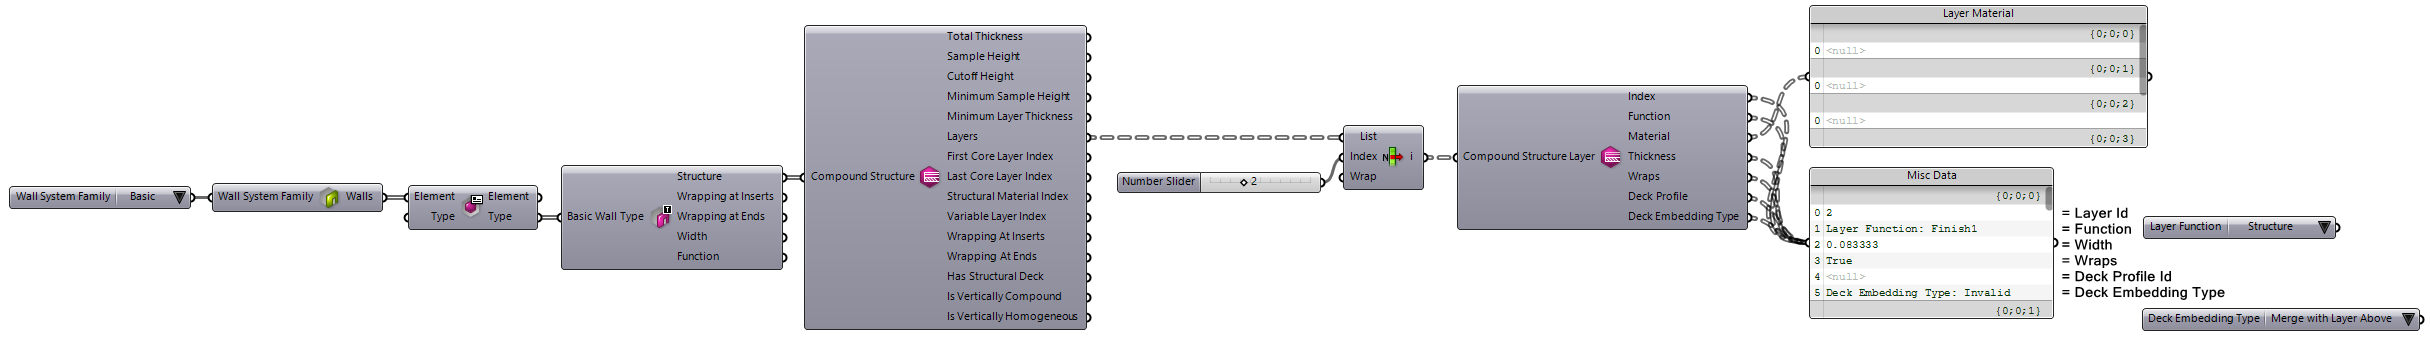 Wall System Family Basic
Wall System Family Walls
Element Element
Type Type
Basic Wall Type
Structure
Wrapping at Inserts
Wrapping at Ends
Width
Function
Compound Structure
Total Thickness
Sample Height
Cutoff Height
Minimum Sample Height
Minimum Layer Thickness
Layers
First Core Layer Index
Last Core Layer Index
Structural Material Index
Variable Layer Index
Wrapping At Inserts
Wrapping At Ends
Has Structural Deck
Is Vertically Compound
Is Vertically Homogeneous
Number Slider 2
List
Index N i
Wrap
Compound Structure Layer
Index
Function
Material
Thickness
Wraps
Deck Profile
Deck Embedding Type
Layer Material
{0;0;0}
0 <null>
{0;0;1}
0 <null>
{0;0;2}
0 <null>
{0;0;3}
Misc Data
{0;0;0}
0 2
1 Layer Function: Finish1
2 0.083333
3 True
4 <null>
5 Deck Embedding Type: Invalid
{0;0;1}
= Layer Id
= Function
= Width
= Wraps
= Deck Profile Id
= Deck Embedding Type
Layer Function Structure
Deck Embedding Type Merge with Layer Above